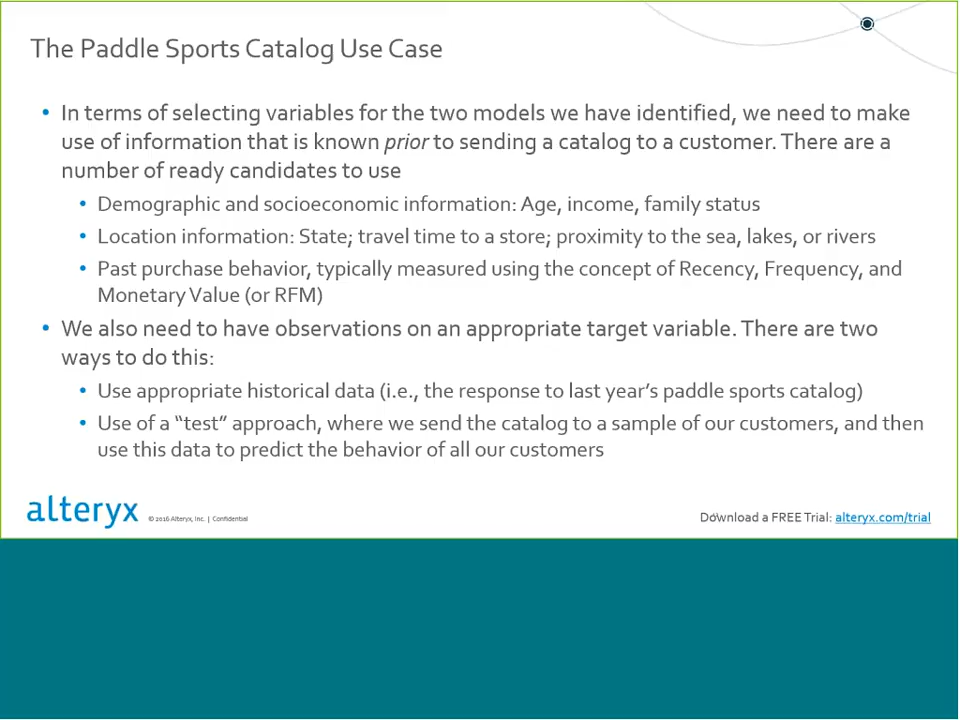 The Paddle Sports Catalog Use Case
• In terms of selecting variables for the two models we have identified, we need to make
use of information that is known prior to sending a catalog to a customer. There are a
number of ready candidates to use
• Demographic and socioeconomic information: Age, income, family status
• Location information: State; travel time to a store; proximity to the sea, lakes, or rivers
• Past purchase behavior, typically measured using the concept of Recency, Frequency, and
Monetary Value (or RFM)
• We also need to have observations on an appropriate target variable. There are two
ways to do this:
• Use appropriate historical data (i.e., the response to last year's paddle sports catalog)
• Use of a “test” approach, where we send the catalog to a sample of our customers, and then
use this data to predict the behavior of all our customers
alteryx © 2016 Alteryx, Inc. | Confidential
Download a FREE Trial: alteryx.com/trial